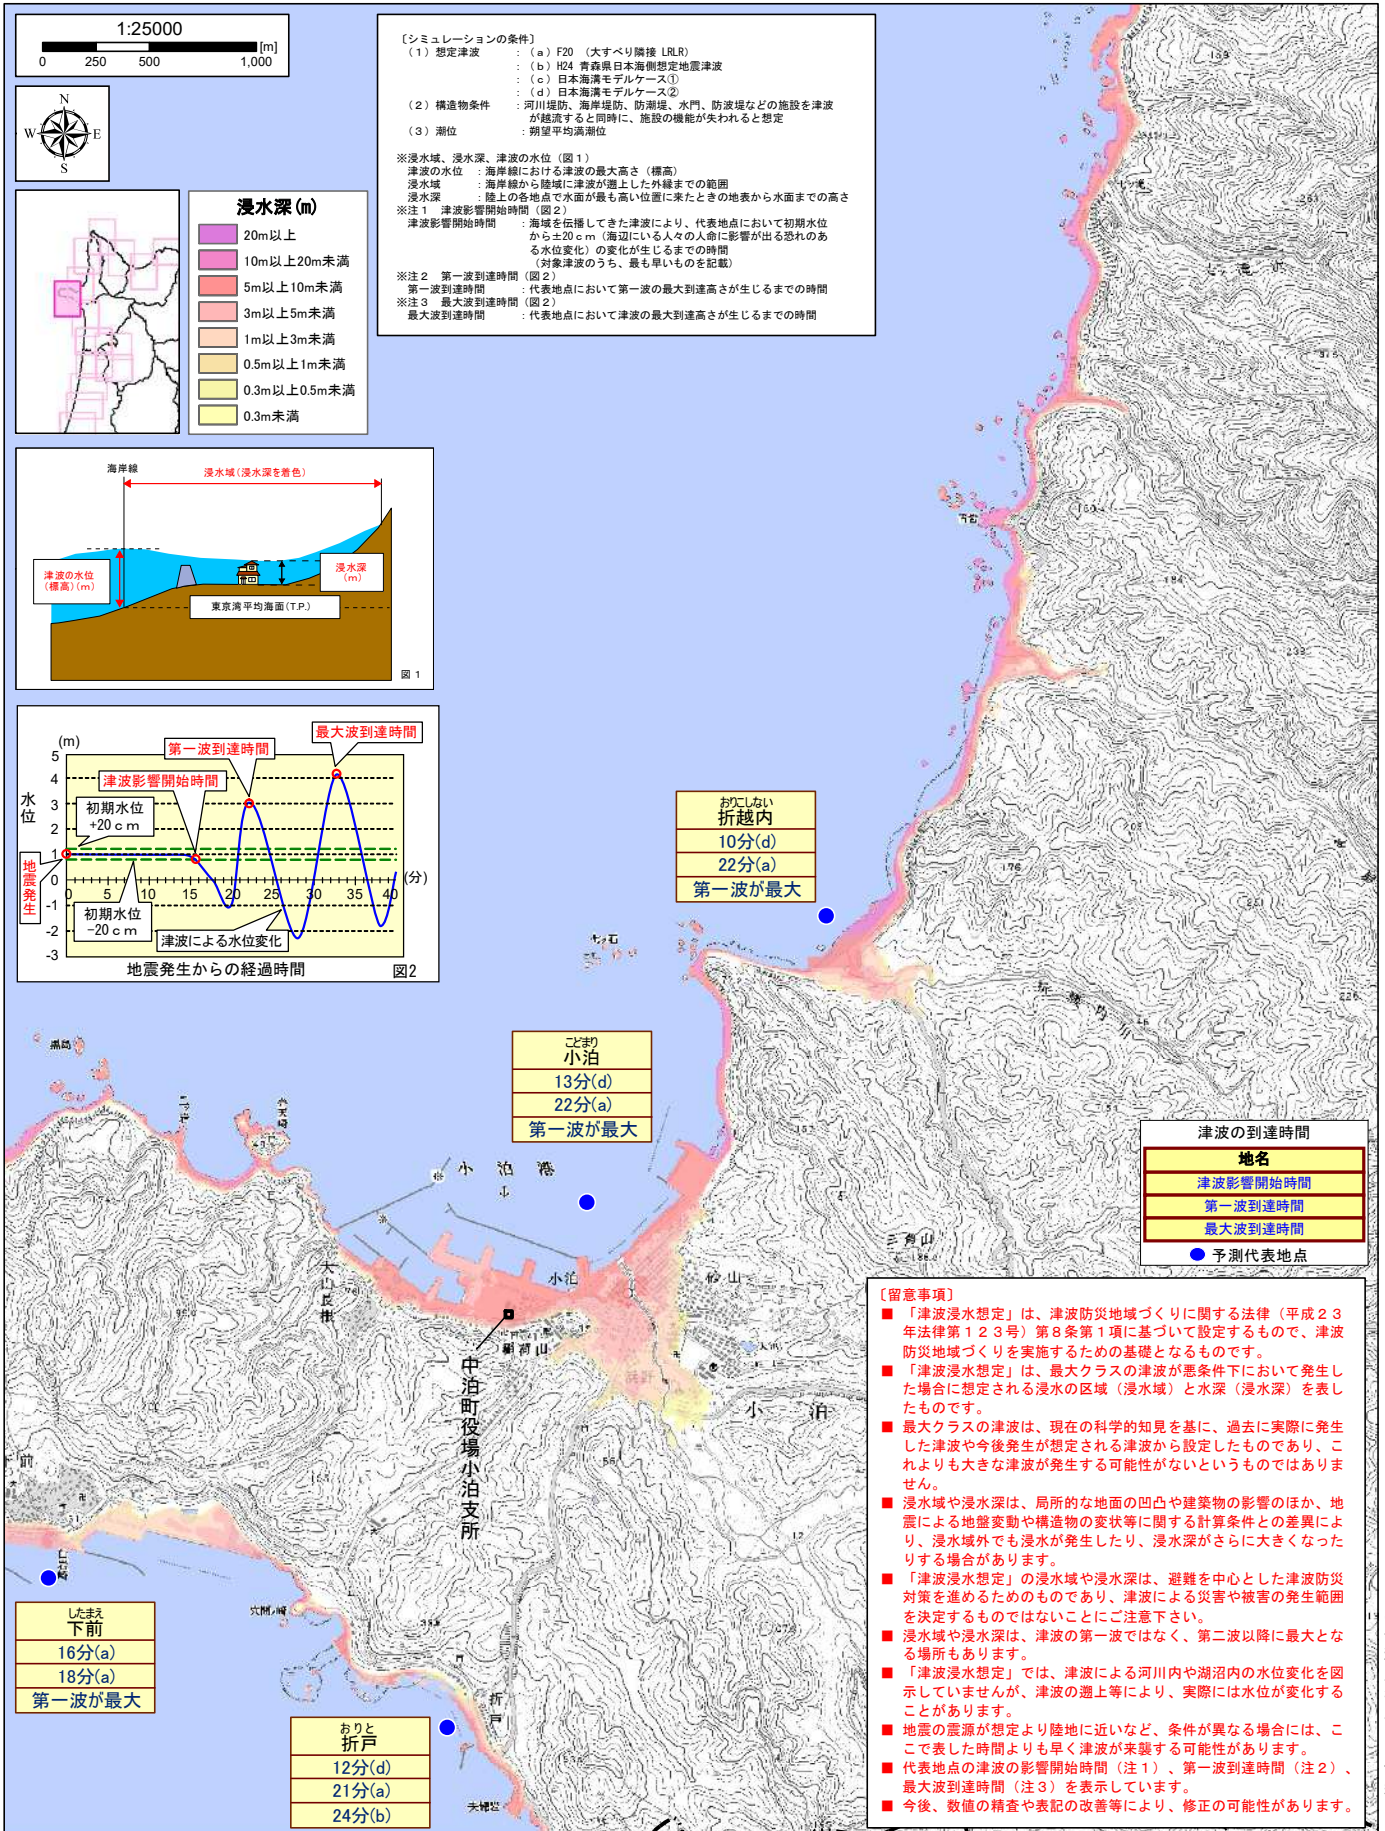 1:25000
[m]
0 250 500 1,000
N
W E
S
浸水深(m)
20m以上
10m以上20m未満
5m以上10m未満
3m以上5m未満
1m以上3m未満
0.5m以上1m未満
0.3m以上0.5m未満
0.3m未満
〔シミュレーションの条件〕
（１）想定津波 ：（ａ）F20 （大すべり隣接 LRLR）
：（ｂ）H24 青森県日本海側想定地震津波
：（ｃ）日本海溝モデルケース①
：（ｄ）日本海溝モデルケース②
（２）構造物条件 ：河川堤防、海岸堤防、防潮堤、水門、防波堤などの施設を津波
が越流すると同時に、施設の機能が失われると想定
（３）潮位 ：朔望平均満潮位
※浸水域、浸水深、津波の水位（図１）
津波の水位 ：海岸線における津波の最大高さ（標高）
浸水域 ：海岸線から陸域に津波が遡上した外縁までの範囲
浸水深 ：陸上の各地点で水面が最も高い位置に来たときの地表から水面までの高さ
※注１ 津波影響開始時間（図２）
津波影響開始時間 ：海域を伝播してきた津波により、代表地点において初期水位
から±20ｃｍ（海辺にいる人々の人命に影響が出る恐れのあ
る水位変化）の変化が生じるまでの時間
（対象津波のうち、最も早いものを記載）
※注２ 第一波到達時間（図２）
第一波到達時間 ：代表地点において第一波の最大到達高さが生じるまでの時間
※注３ 最大波到達時間（図２）
最大波到達時間 ：代表地点において津波の最大到達高さが生じるまでの時間
海岸線
浸水域（浸水深を着色）
津波の水位
（標高）（m）
浸水深
（m）
東京湾平均海面（T.P.）
図１
(m)
水位
5
4
3
2
1
0
-1
-2
-3
0 5 10 15 20 25 30 35 40
(分)
最大波到達時間
第一波到達時間
津波影響開始時間
初期水位
+20ｃｍ
地震発生
初期水位
-20ｃｍ
津波による水位変化
地震発生からの経過時間
図2
おりこしない
折越内
10分(d)
22分(a)
第一波が最大
こどまり
小泊
13分(d)
22分(a)
第一波が最大
七ッ石
小泊港
小泊
砂山
三角山
小泊
稲荷山
大山長根
中泊町役場小泊支所
前
折戸
夫婦岩
したまえ
下前
16分(a)
18分(a)
第一波が最大
おりと
折戸
12分(d)
21分(a)
24分(b)
津波の到達時間
地名
津波影響開始時間
第一波到達時間
最大波到達時間
予測代表地点
〔留意事項〕
■ 「津波浸水想定」は、津波防災地域づくりに関する法律（平成２３
年法律第１２３号）第８条第１項に基づいて設定するもので、津波
防災地域づくりを実施するための基礎となるものです。
■ 「津波浸水想定」は、最大クラスの津波が悪条件下において発生し
た場合に想定される浸水の区域（浸水域）と水深（浸水深）を表し
たものです。
■ 最大クラスの津波は、現在の科学的知見を基に、過去に実際に発生
した津波や今後発生が想定される津波から設定したものであり、こ
れよりも大きな津波が発生する可能性がないというものではありま
せん。
■ 浸水域や浸水深は、局所的な地面の凹凸や建築物の影響のほか、地
震による地盤変動や構造物の変状等に関する計算条件との差異によ
り、浸水域外でも浸水が発生したり、浸水深がさらに大きくなった
りする場合があります。
■ 「津波浸水想定」の浸水域や浸水深は、避難を中心とした津波防災
対策を進めるためのものであり、津波による災害や被害の発生範囲
を決定するものではないことにご注意下さい。
■ 浸水域や浸水深は、津波の第一波ではなく、第二波以降に最大とな
る場所もあります。
■ 「津波浸水想定」では、津波による河川内や湖沼内の水位変化を図
示していませんが、津波の遡上等により、実際には水位が変化する
ことがあります。
■ 地震の震源が想定より陸地に近いなど、条件が異なる場合には、こ
こで表した時間よりも早く津波が来襲する可能性があります。
■ 代表地点の津波の影響開始時間（注１）、第一波到達時間（注２）、
最大波到達時間（注３）を表示しています。
■ 今後、数値の精査や表記の改善等により、修正の可能性があります。